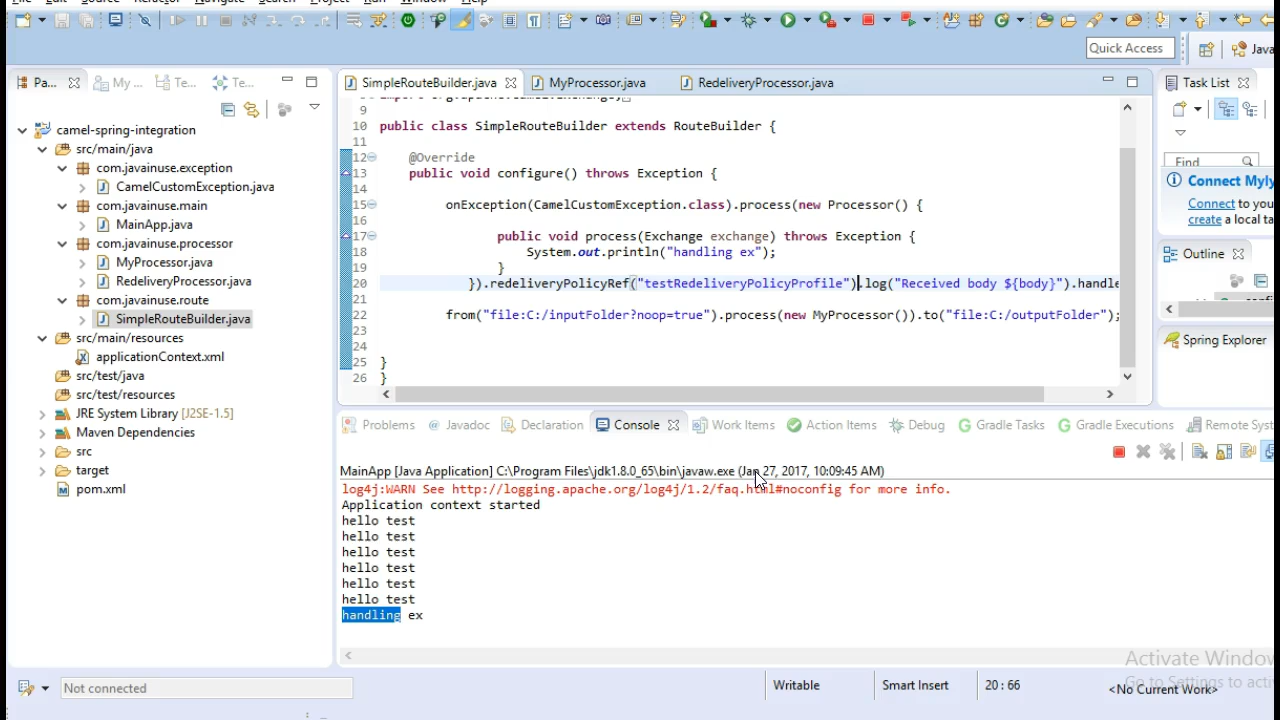 Quick Access
Java
Pa...
My ...
Te...
Te...
camel-spring-integration
src/main/java
com.javainuse.exception
CamelCustomException.java
com.javainuse.main
MainApp.java
com.javainuse.processor
MyProcessor.java
RedeliveryProcessor.java
com.javainuse.route
SimpleRouteBuilder.java
src/main/resources
applicationContext.xml
src/test/java
src/test/resources
JRE System Library [J2SE-1.5]
Maven Dependencies
src
target
pom.xml
SimpleRouteBuilder.java
MyProcessor.java
RedeliveryProcessor.java
9
10 public class SimpleRouteBuilder extends RouteBuilder {
11
12 @Override
13 public void configure() throws Exception {
14
15 onException(CamelCustomException.class).process(new Processor() {
16
17 public void process(Exchange exchange) throws Exception {
18 System.out.println("handling ex");
19 }
20 }).redeliveryPolicyRef("testRedeliveryPolicyProfile").log("Received body ${body}").handle
21
22 from("file:C:/inputFolder?noop=true").process(new MyProcessor()).to("file:C:/outputFolder");
23
24
25 }
26 }
Task List
Find
Connect Myly
Connect to you
create a local ta
Outline
Spring Explorer
Problems
@ Javadoc
Declaration
Console
Work Items
Action Items
Debug
Gradle Tasks
Gradle Executions
Remote Syst
MainApp [Java Application] C:\Program Files\jdk1.8.0_65\bin\javaw.exe (Jan 27, 2017, 10:09:45 AM)
log4j:WARN See http://logging.apache.org/log4j/1.2/faq.html#noconfig for more info.
Application context started
hello test
hello test
hello test
hello test
hello test
hello test
handling ex
Activate Window
Go to Settings to acti
Not connected
Writable
Smart Insert
20 : 66
<No Current Work>